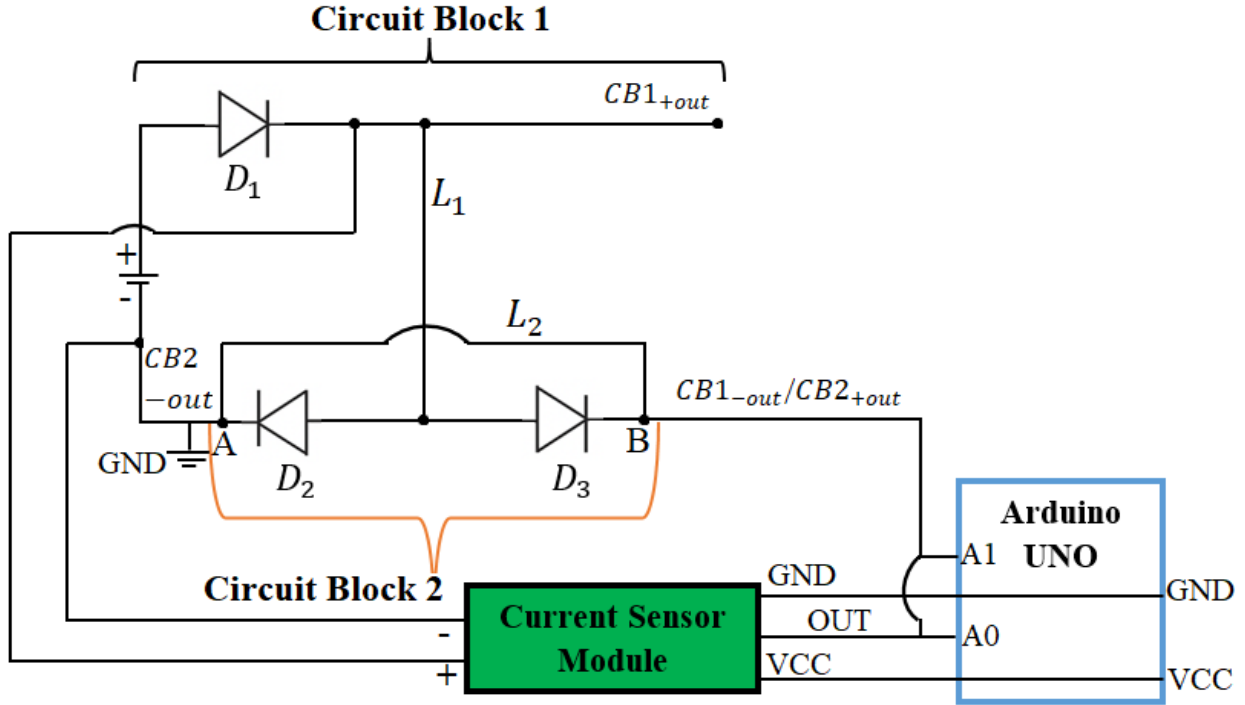 Circuit Block 1
CB1+out
D1
L1
+
-
L2
CB2
-out
CB1-out/CB2+out
A
B
GND
D2
D3
Arduino
UNO
A1
Circuit Block 2
GND
GND
Current Sensor
Module
-
OUT
A0
+
VCC
VCC